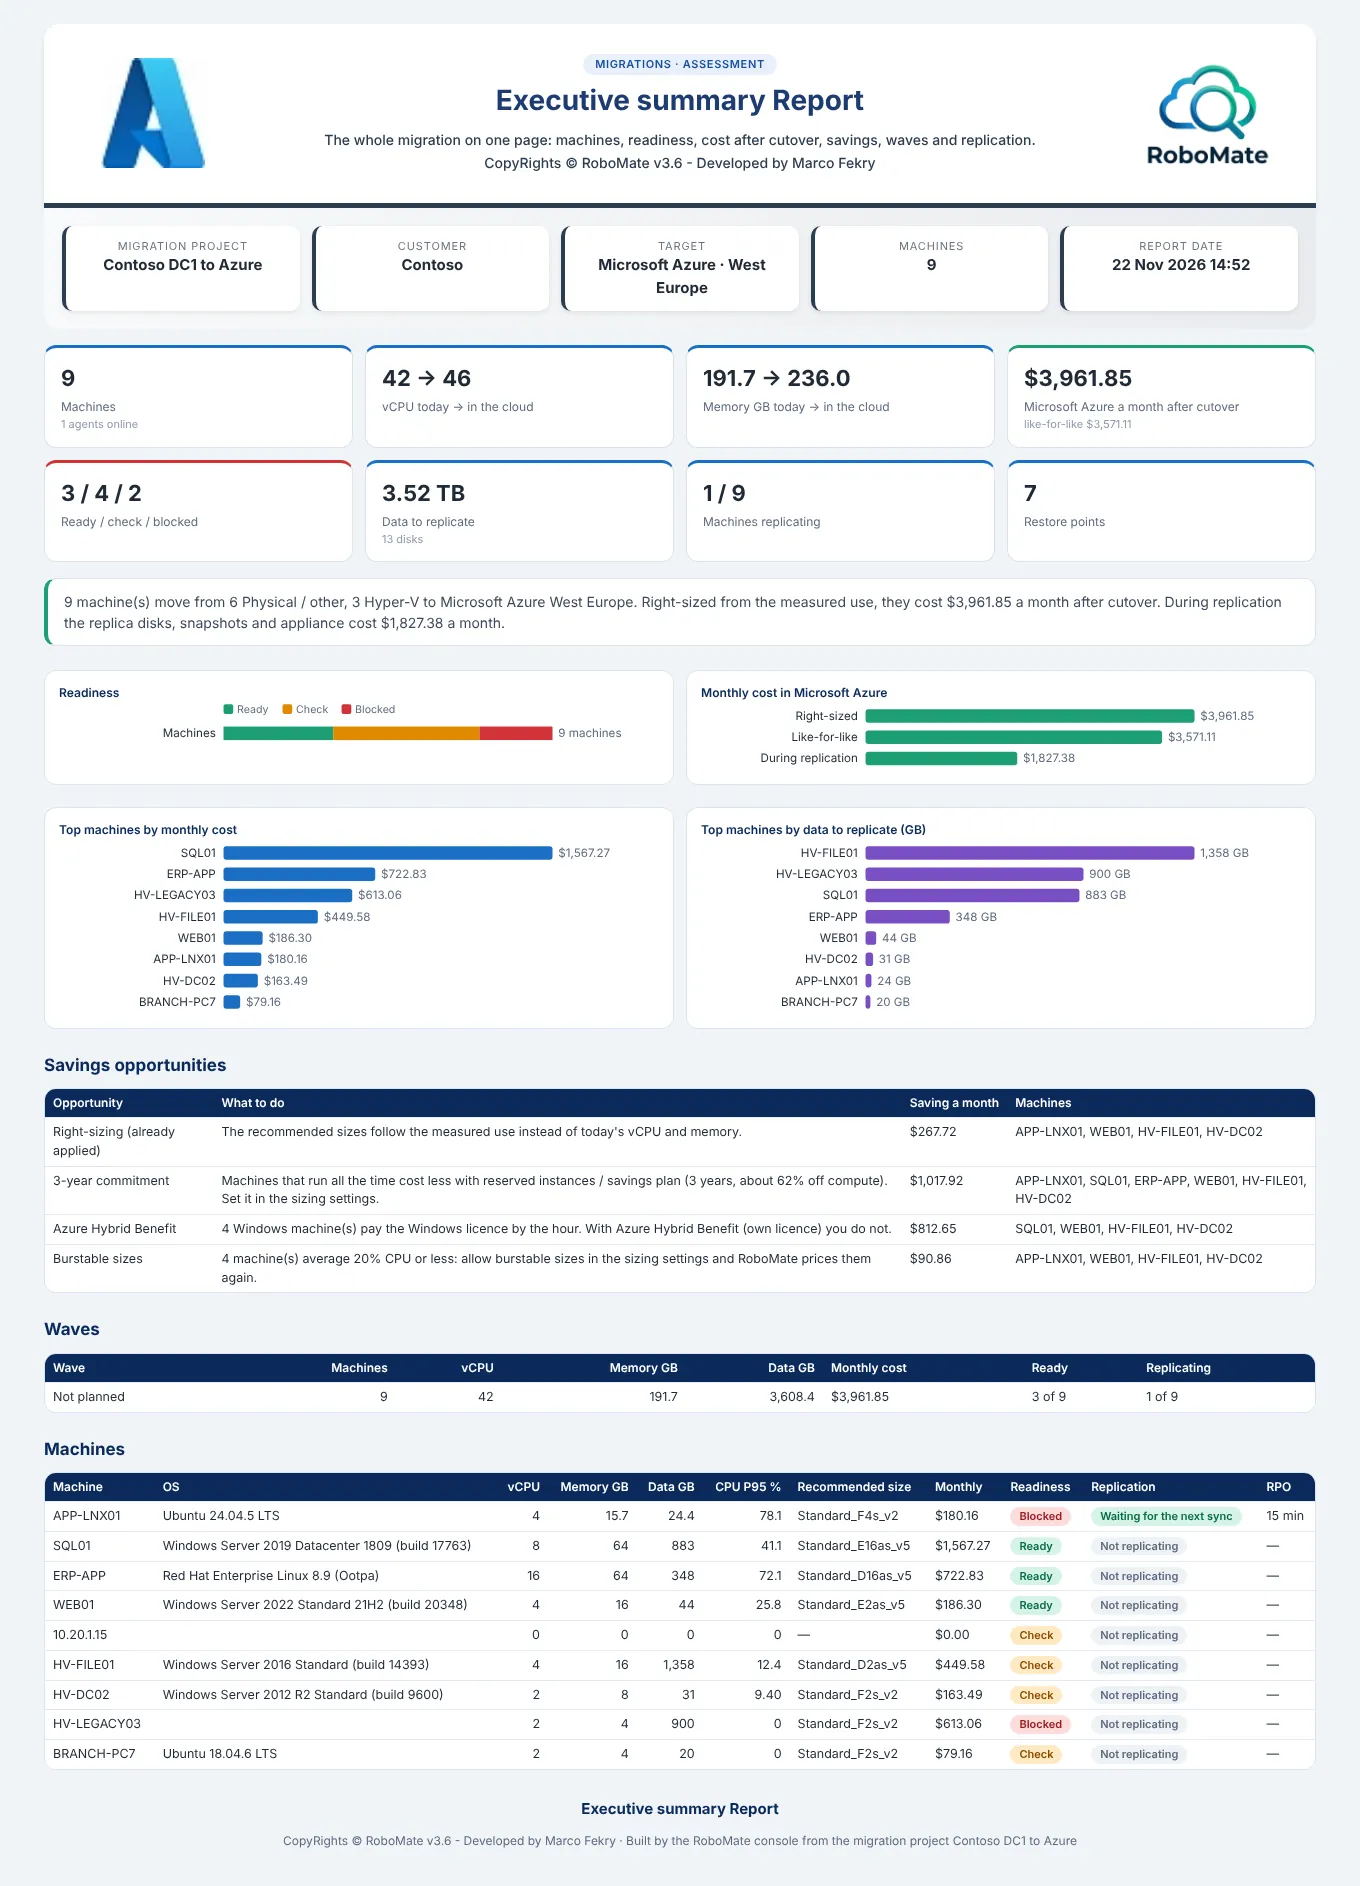 MIGRATIONS · ASSESSMENT
Executive summary Report
The whole migration on one page: machines, readiness, cost after cutover, savings, waves and replication.
CopyRights © RoboMate v3.6 - Developed by Marco Fekry
RoboMate
MIGRATION PROJECT
Contoso DC1 to Azure
CUSTOMER
Contoso
TARGET
Microsoft Azure · West
Europe
MACHINES
9
REPORT DATE
22 Nov 2026 14:52
9
Machines
1 agents online
42 → 46
vCPU today → in the cloud
191.7 → 236.0
Memory GB today → in the cloud
$3,961.85
Microsoft Azure a month after cutover
like-for-like $3,571.11
3 / 4 / 2
Ready / check / blocked
3.52 TB
Data to replicate
13 disks
1 / 9
Machines replicating
7
Restore points
9 machine(s) move from 6 Physical / other, 3 Hyper-V to Microsoft Azure West Europe. Right-sized from the measured use, they cost $3,961.85 a month after cutover. During replication
the replica disks, snapshots and appliance cost $1,827.38 a month.
Readiness
Ready Check Blocked
Machines 9 machines
Monthly cost in Microsoft Azure
Right-sized $3,961.85
Like-for-like $3,571.11
During replication $1,827.38
Top machines by monthly cost
SQL01 $1,567.27
ERP-APP $722.83
HV-LEGACY03 $613.06
HV-FILE01 $449.58
WEB01 $186.30
APP-LNX01 $180.16
HV-DC02 $163.49
BRANCH-PC7 $79.16
Top machines by data to replicate (GB)
HV-FILE01 1,358 GB
HV-LEGACY03 900 GB
SQL01 883 GB
ERP-APP 348 GB
WEB01 44 GB
HV-DC02 31 GB
APP-LNX01 24 GB
BRANCH-PC7 20 GB
Savings opportunities
Opportunity What to do Saving a month Machines
Right-sizing (already
applied)
The recommended sizes follow the measured use instead of today's vCPU and memory. $267.72 APP-LNX01, WEB01, HV-FILE01, HV-DC02
3-year commitment Machines that run all the time cost less with reserved instances / savings plan (3 years, about 62% off compute). $1,017.92 APP-LNX01, SQL01, ERP-APP, WEB01, HV-FILE01,
Set it in the sizing settings. HV-DC02
Azure Hybrid Benefit 4 Windows machine(s) pay the Windows licence by the hour. With Azure Hybrid Benefit (own licence) you do not. $812.65 SQL01, WEB01, HV-FILE01, HV-DC02
Burstable sizes 4 machine(s) average 20% CPU or less: allow burstable sizes in the sizing settings and RoboMate prices them $90.86 APP-LNX01, WEB01, HV-FILE01, HV-DC02
again.
Waves
Wave Machines vCPU Memory GB Data GB Monthly cost Ready Replicating
Not planned 9 42 191.7 3,608.4 $3,961.85 3 of 9 1 of 9
Machines
Machine OS vCPU Memory GB Data GB CPU P95 % Recommended size Monthly Readiness Replication RPO
APP-LNX01 Ubuntu 24.04.5 LTS 4 15.7 24.4 78.1 Standard_F4s_v2 $180.16 Blocked Waiting for the next sync 15 min
SQL01 Windows Server 2019 Datacenter 1809 (build 17763) 8 64 883 41.1 Standard_E16as_v5 $1,567.27 Ready Not replicating —
ERP-APP Red Hat Enterprise Linux 8.9 (Ootpa) 16 64 348 72.1 Standard_D16as_v5 $722.83 Ready Not replicating —
WEB01 Windows Server 2022 Standard 21H2 (build 20348) 4 16 44 25.8 Standard_E2as_v5 $186.30 Ready Not replicating —
10.20.1.15 0 0 0 0 — $0.00 Check Not replicating —
HV-FILE01 Windows Server 2016 Standard (build 14393) 4 16 1,358 12.4 Standard_D2as_v5 $449.58 Check Not replicating —
HV-DC02 Windows Server 2012 R2 Standard (build 9600) 2 8 31 9.40 Standard_F2s_v2 $163.49 Check Not replicating —
HV-LEGACY03 2 4 900 0 Standard_F2s_v2 $613.06 Blocked Not replicating —
BRANCH-PC7 Ubuntu 18.04.6 LTS 2 4 20 0 Standard_F2s_v2 $79.16 Check Not replicating —
Executive summary Report
CopyRights © RoboMate v3.6 - Developed by Marco Fekry · Built by the RoboMate console from the migration project Contoso DC1 to Azure